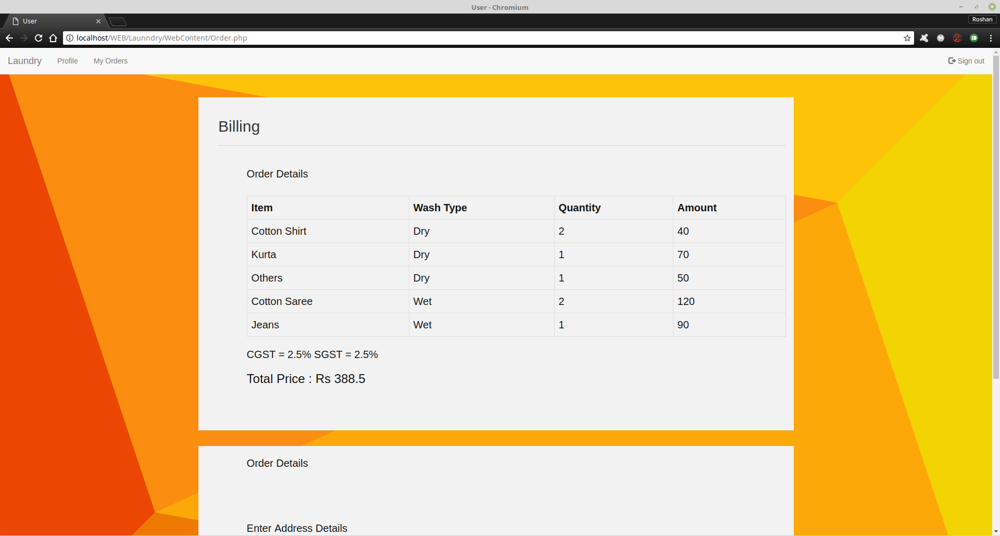 User - Chromium
User
Roshan
localhost/WEB/Launndry/WebContent/Order.php
Laundry Profile My Orders Sign out
Billing
Order Details
Item Wash Type Quantity Amount
Cotton Shirt Dry 2 40
Kurta Dry 1 70
Others Dry 1 50
Cotton Saree Wet 2 120
Jeans Wet 1 90
CGST = 2.5% SGST = 2.5%
Total Price : Rs 388.5
Order Details
Enter Address Details